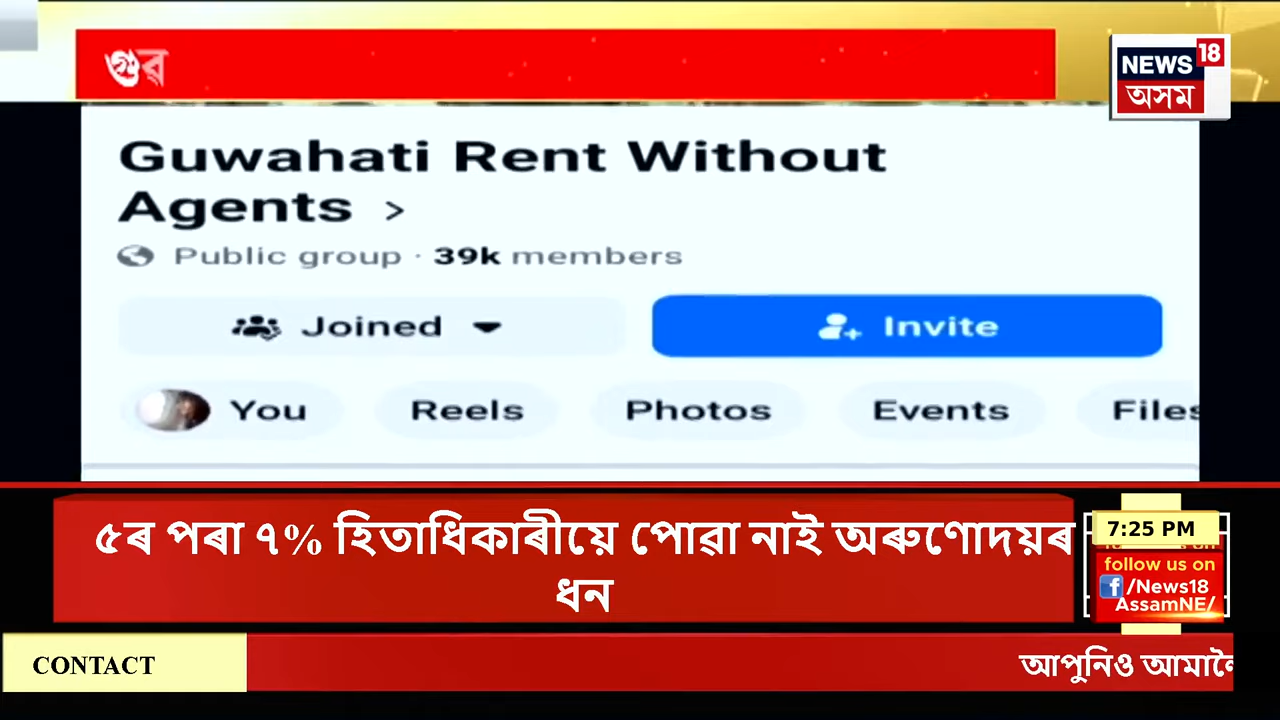 গুৱ
NEWS 18
অসম
Guwahati Rent Without
Agents >
Public group · 39k members
Joined
Invite
You
Reels
Photos
Events
Files
৫ৰ পৰা ৭% হিতাধিকাৰীয়ে পোৱা নাই অৰুণোদয়ৰ
ধন
7:25 PM
follow us on
/News18
AssamNE/
CONTACT
আপুনিও আমালৈ